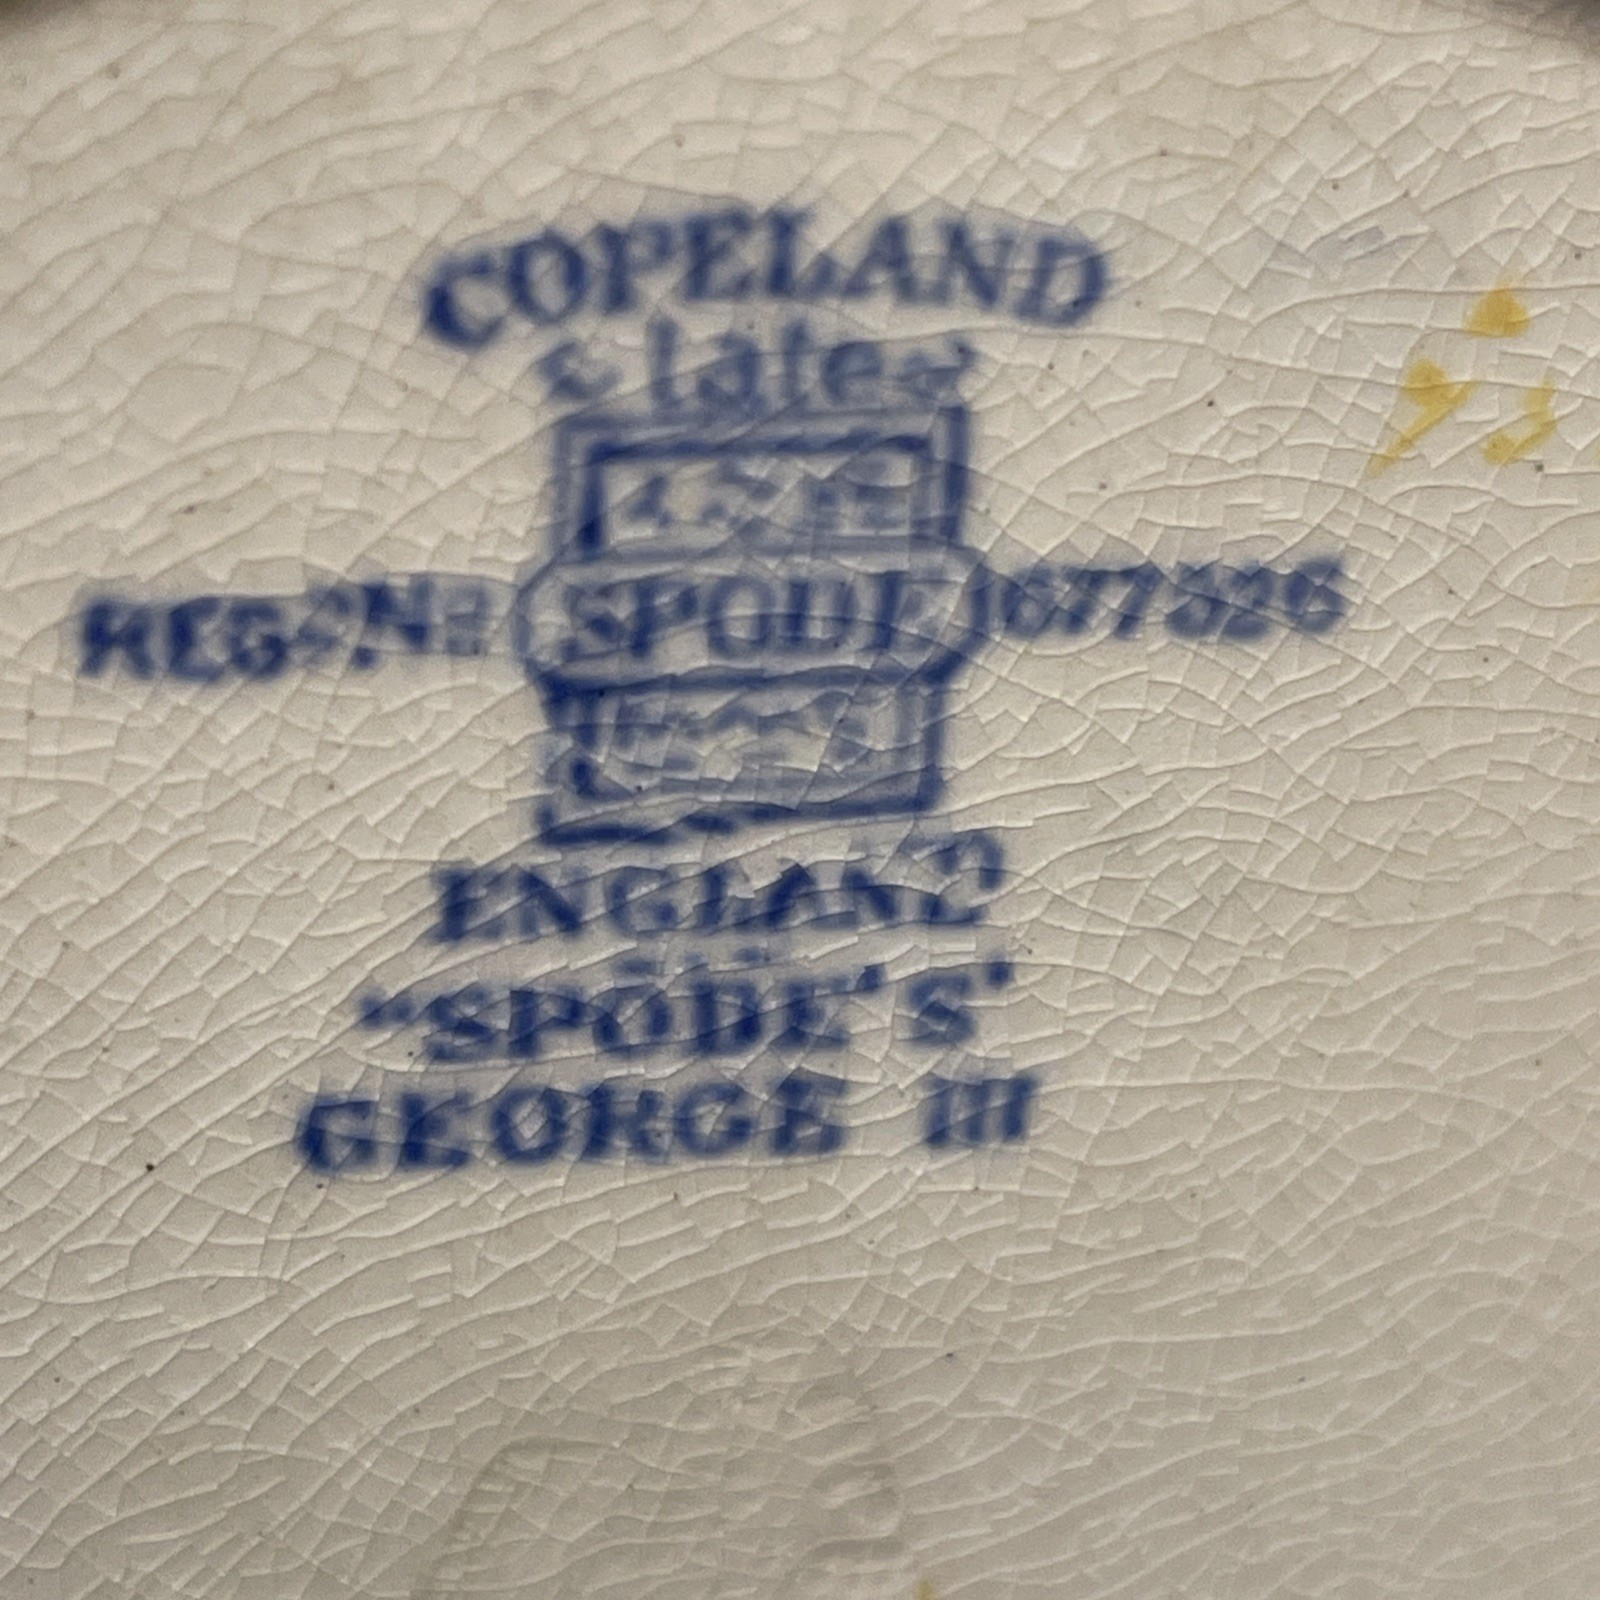 COPELAND
late
REGD. No
SPODE
ENGLAND
"SPODE'S"
GEORGE III